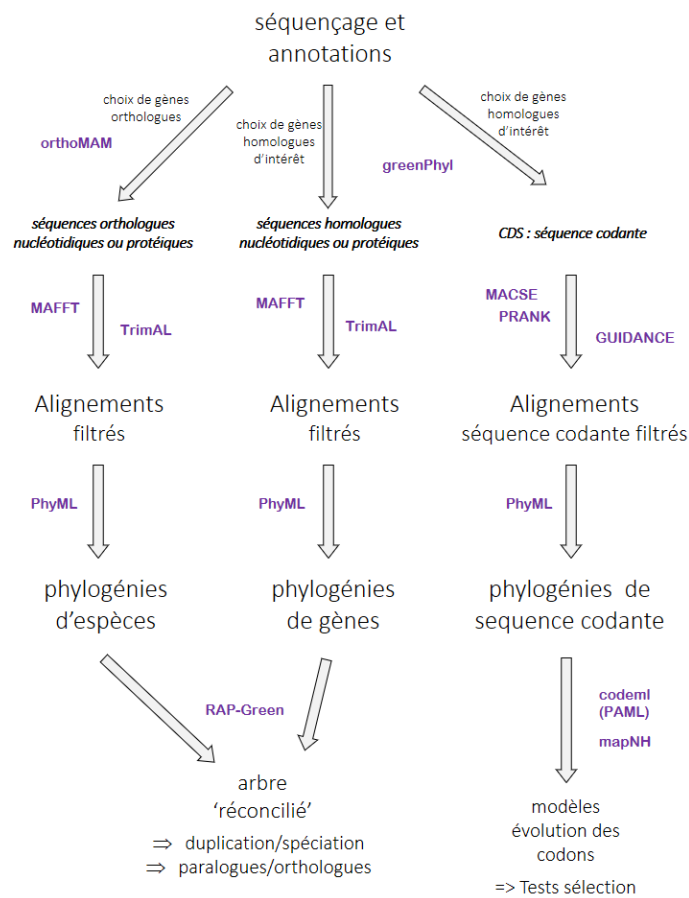 séquençage et
annotations
choix de gènes
orthologues
orthoMAM
choix de gènes
homologues
d'intérêt
choix de gènes
homologues
d'intérêt
greenPhyl
séquences orthologues
nucléotidiques ou protéiques
séquences homologues
nucléotidiques ou protéiques
CDS : séquence codante
MAFFT
TrimAL
MAFFT
TrimAL
MACSE
PRANK
GUIDANCE
Alignements
filtrés
Alignements
filtrés
Alignements
séquence codante filtrés
PhyML
PhyML
PhyML
phylogénies
d'espèces
phylogénies
de gènes
phylogénies de
sequence codante
RAP-Green
codeml
(PAML)
mapNH
arbre
'réconcilié'
⇒ duplication/spéciation
⇒ paralogues/orthologues
modèles
évolution des
codons
=> Tests sélection